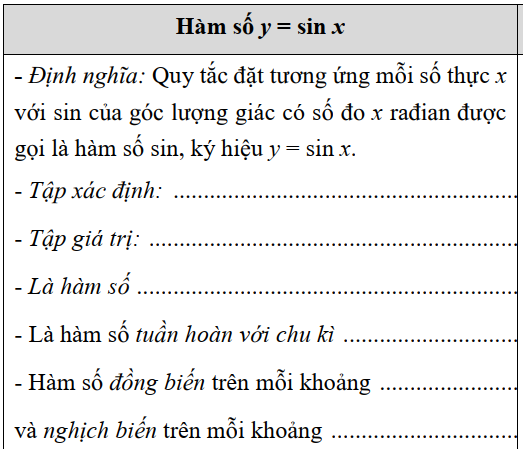 Hàm số y = sin x
- Định nghĩa: Quy tắc đặt tương ứng mỗi số thực x
với sin của góc lượng giác có số đo x rađian được
gọi là hàm số sin, ký hiệu y = sin x.
- Tập xác định: ..........................................................
- Tập giá trị: ..............................................................
- Là hàm số ................................................................
- Là hàm số tuần hoàn với chu kì ..............................
- Hàm số đồng biến trên mỗi khoảng ........................
và nghịch biến trên mỗi khoảng ................................